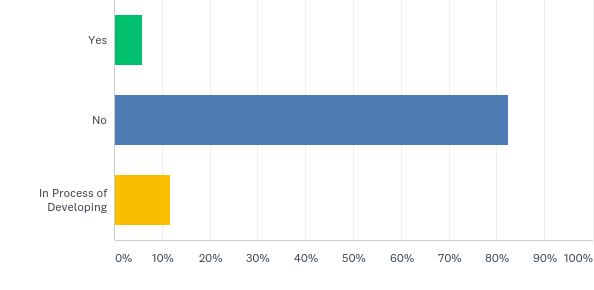 Yes
No
In Process of
Developing
0% 10% 20% 30% 40% 50% 60% 70% 80% 90% 100%